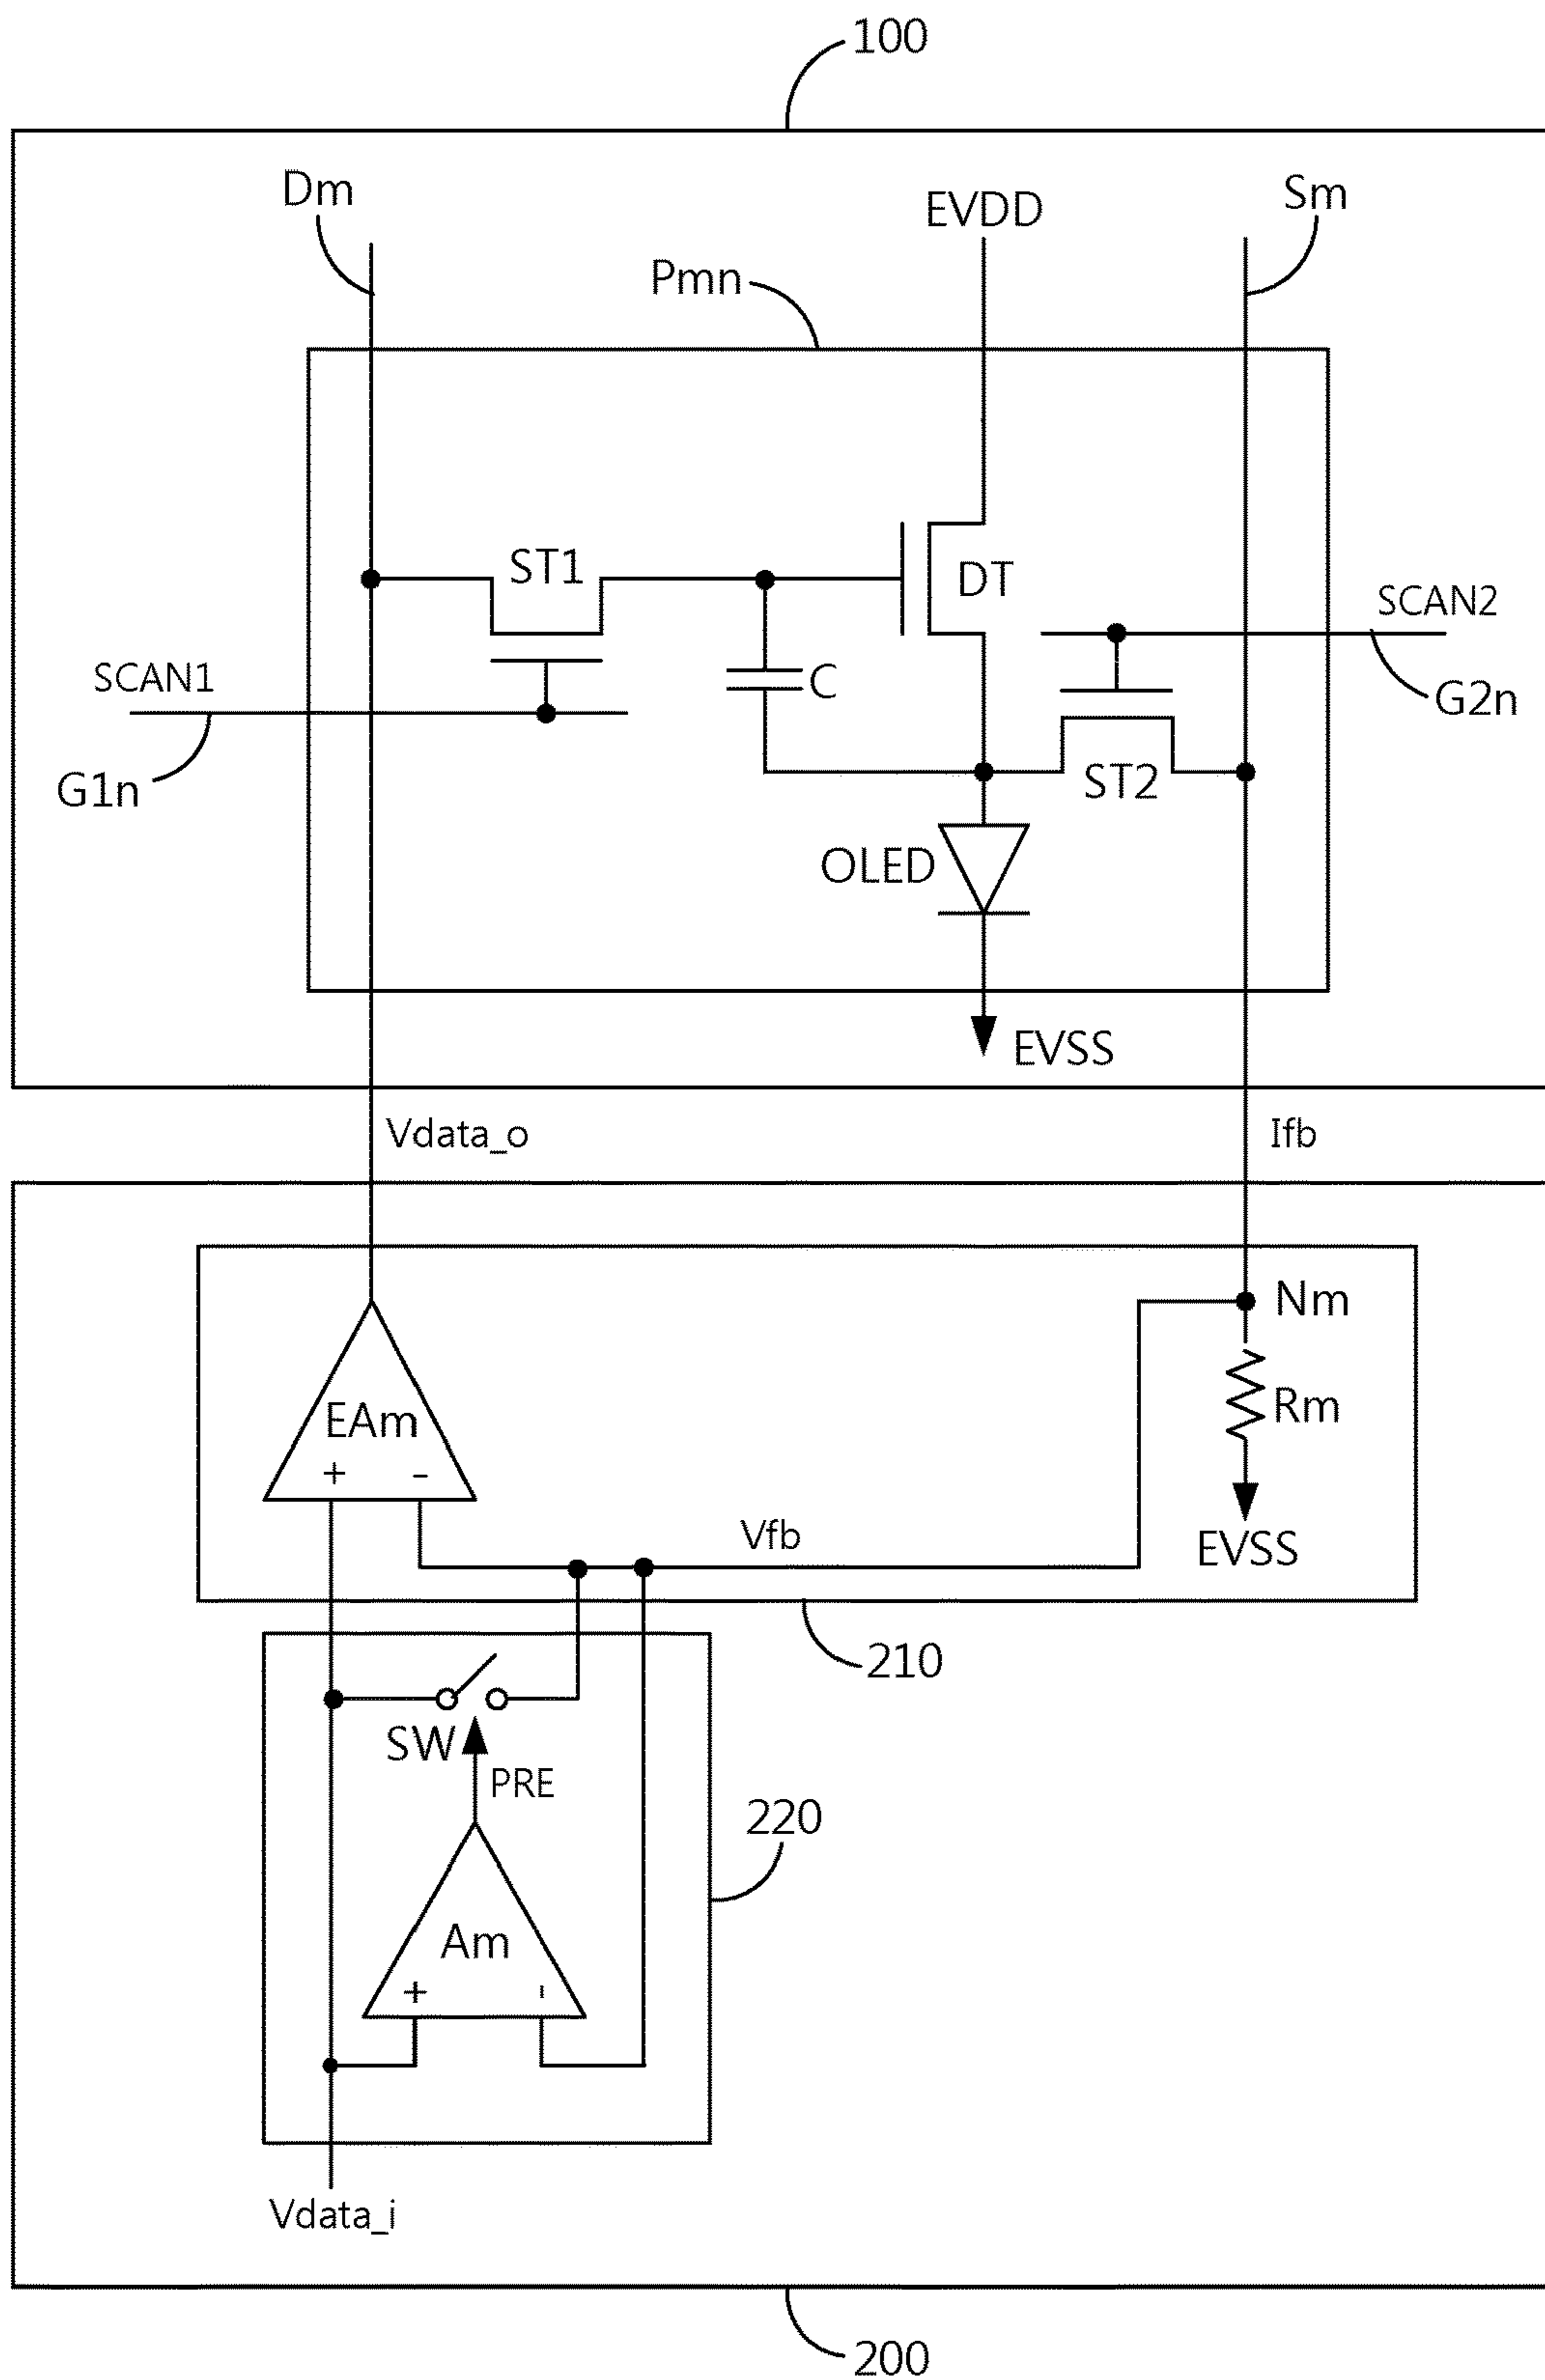 100
Dm
EVDD
Sm
Pmn
ST1
DT
SCAN2
SCAN1
C
G2n
G1n
ST2
OLED
EVSS
Vdata_o
Ifb
Nm
EAm
Rm
+ -
Vfb
EVSS
210
SW
PRE
220
Am
+ -
Vdata_i
200